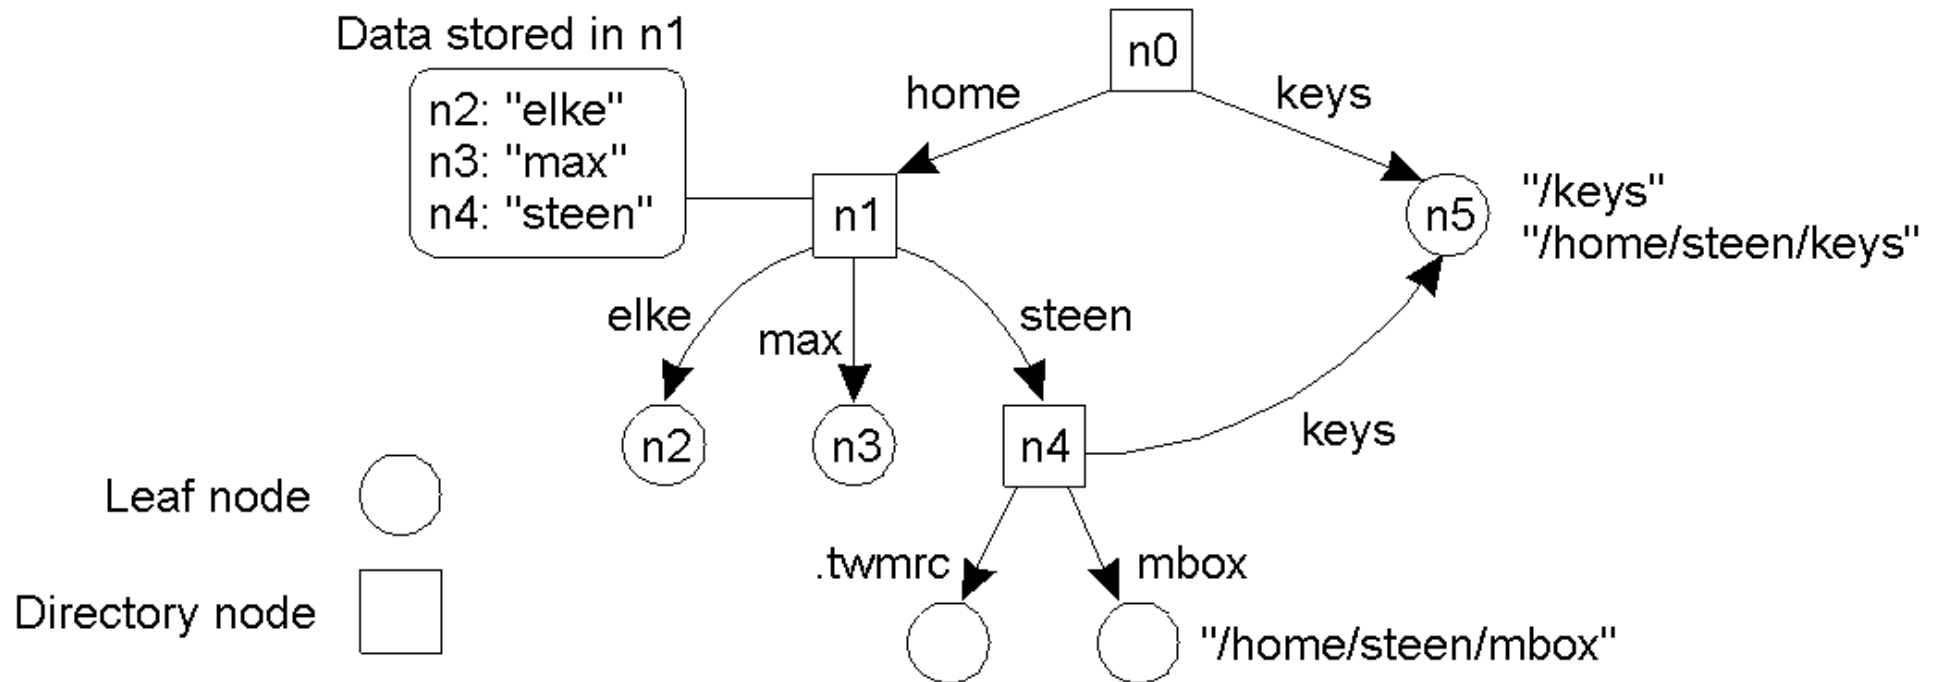 Data stored in n1
n2: "elke"
n3: "max"
n4: "steen"
n0
home
keys
n1
n5
"/keys"
"/home/steen/keys"
elke
max
steen
n2
n3
n4
keys
Leaf node
.twmrc
mbox
Directory node
"/home/steen/mbox"